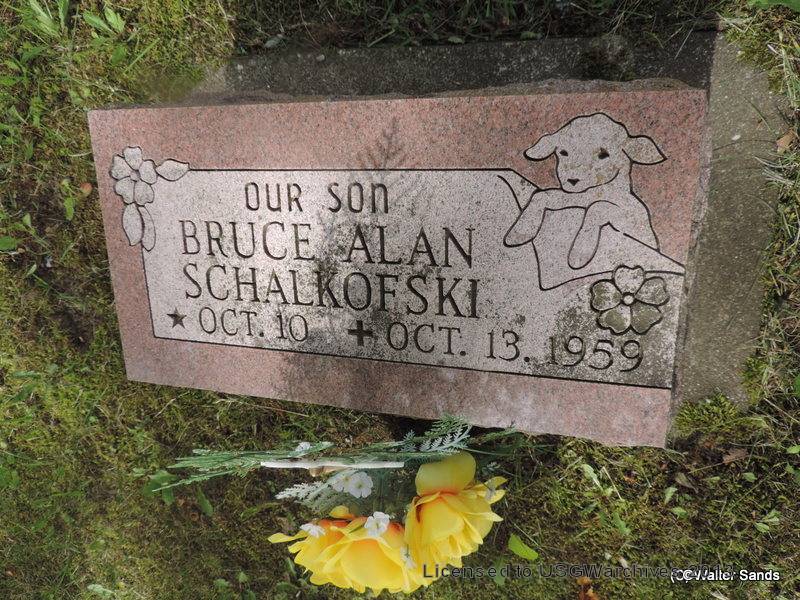 OUR SON
BRUCE ALAN
SCHALKOFSKI
★ OCT. 10 ✝ OCT. 13, 1959
Licensed to USGWarchives
Walter Sands